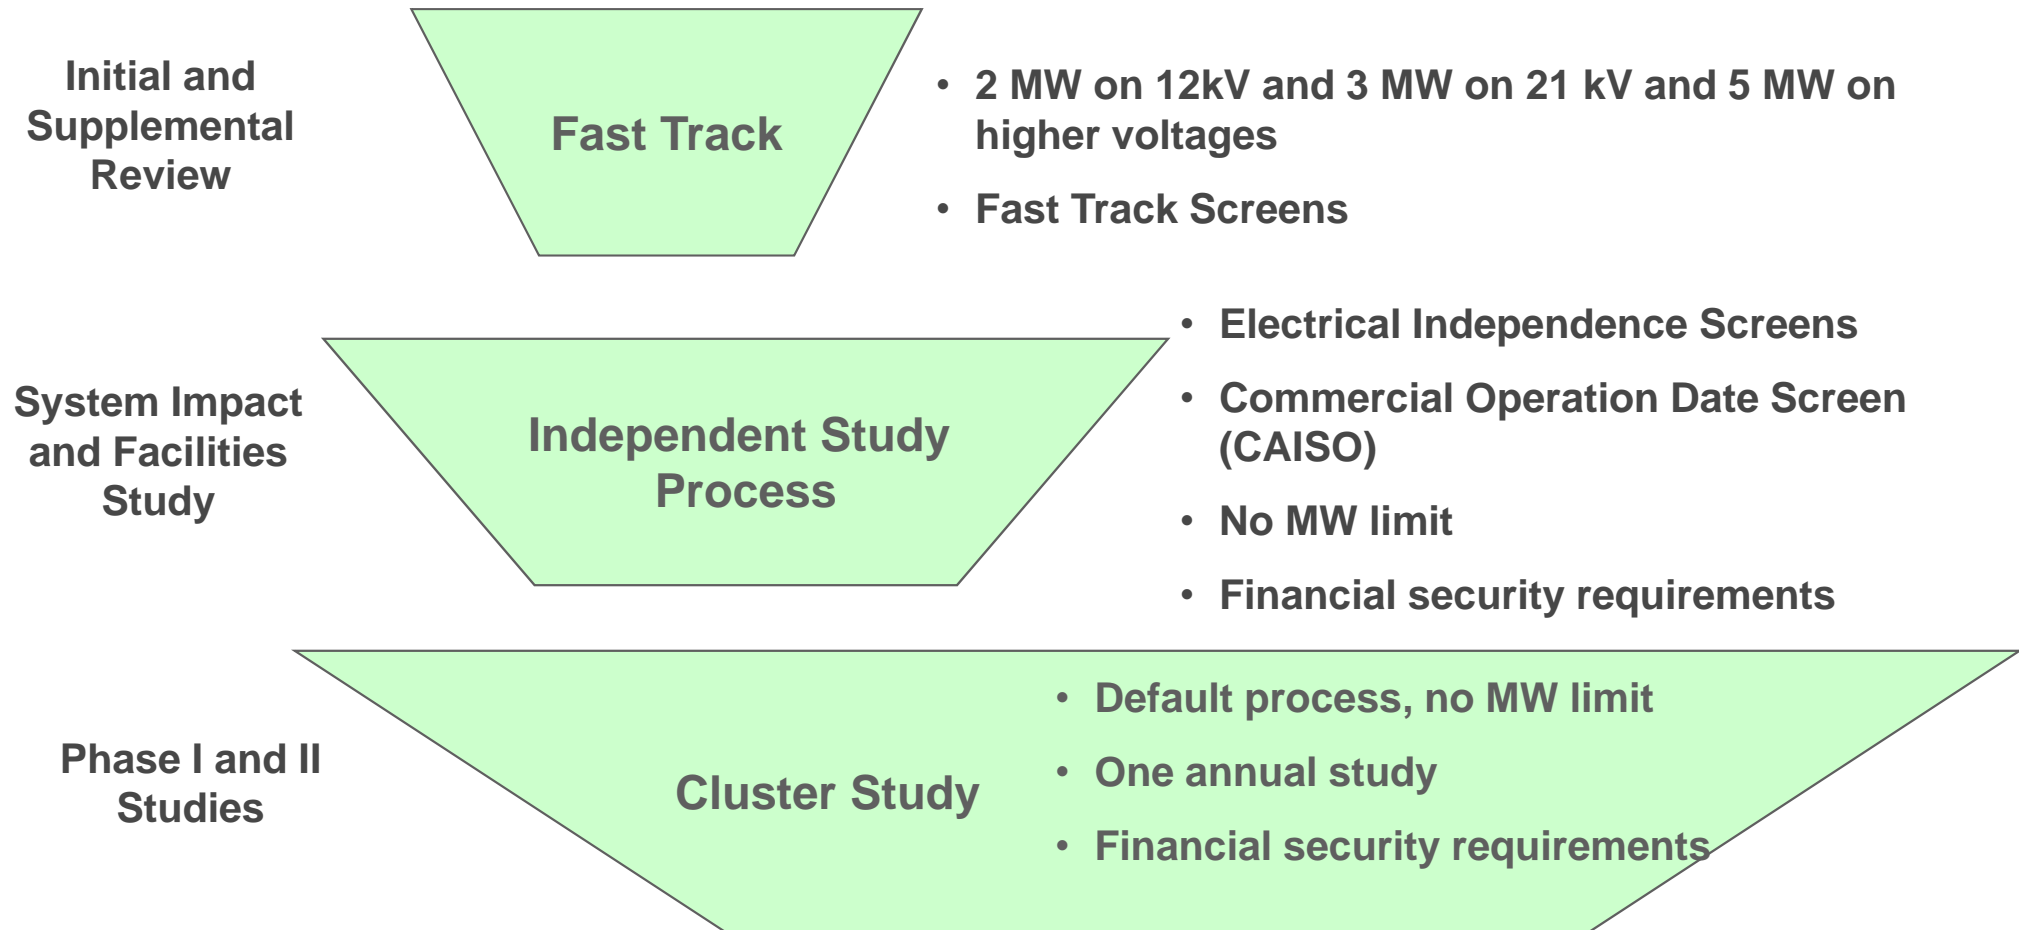 Initial and
Supplemental
Review
Fast Track
• 2 MW on 12kV and 3 MW on 21 kV and 5 MW on
higher voltages
• Fast Track Screens
System Impact
and Facilities
Study
Independent Study
Process
• Electrical Independence Screens
• Commercial Operation Date Screen
(CAISO)
• No MW limit
• Financial security requirements
Phase I and II
Studies
Cluster Study
• Default process, no MW limit
• One annual study
• Financial security requirements